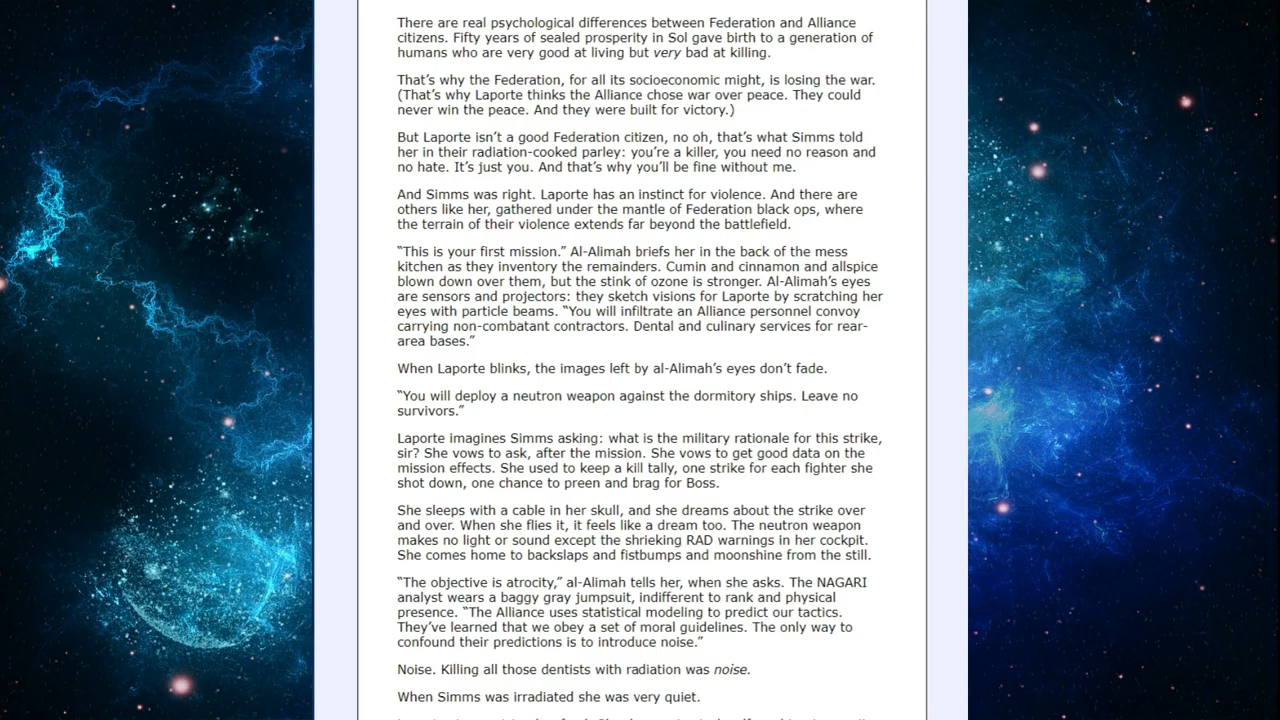 There are real psychological differences between Federation and Alliance
citizens. Fifty years of sealed prosperity in Sol gave birth to a generation of
humans who are very good at living but very bad at killing.
That’s why the Federation, for all its socioeconomic might, is losing the war.
(That’s why Laporte thinks the Alliance chose war over peace. They could
never win the peace. And they were built for victory.)
But Laporte isn’t a good Federation citizen, no oh, that’s what Simms told
her in their radiation-cooked parley: you’re a killer, you need no reason and
no hate. It’s just you. And that’s why you’ll be fine without me.
And Simms was right. Laporte has an instinct for violence. And there are
others like her, gathered under the mantle of Federation black ops, where
the terrain of their violence extends far beyond the battlefield.
“This is your first mission.” Al-Alimah briefs her in the back of the mess
kitchen as they inventory the remainders. Cumin and cinnamon and allspice
blown down over them, but the stink of ozone is stronger. Al-Alimah’s eyes
are sensors and projectors: they sketch visions for Laporte by scratching her
eyes with particle beams. “You will infiltrate an Alliance personnel convoy
carrying non-combatant contractors. Dental and culinary services for rear-
area bases.”
When Laporte blinks, the images left by al-Alimah’s eyes don’t fade.
“You will deploy a neutron weapon against the dormitory ships. Leave no
survivors.”
Laporte imagines Simms asking: what is the military rationale for this strike,
sir? She vows to ask, after the mission. She vows to get good data on the
mission effects. She used to keep a kill tally, one strike for each fighter she
shot down, one chance to preen and brag for Boss.
She sleeps with a cable in her skull, and she dreams about the strike over
and over. When she flies it, it feels like a dream too. The neutron weapon
makes no light or sound except the shrieking RAD warnings in her cockpit.
She comes home to backslaps and fistbumps and moonshine from the still.
“The objective is atrocity,” al-Alimah tells her, when she asks. The NAGARI
analyst wears a baggy gray jumpsuit, indifferent to rank and physical
presence. “The Alliance uses statistical modeling to predict our tactics.
They’ve learned that we obey a set of moral guidelines. The only way to
confound their predictions is to introduce noise.”
Noise. Killing all those dentists with radiation was noise.
When Simms was irradiated she was very quiet.